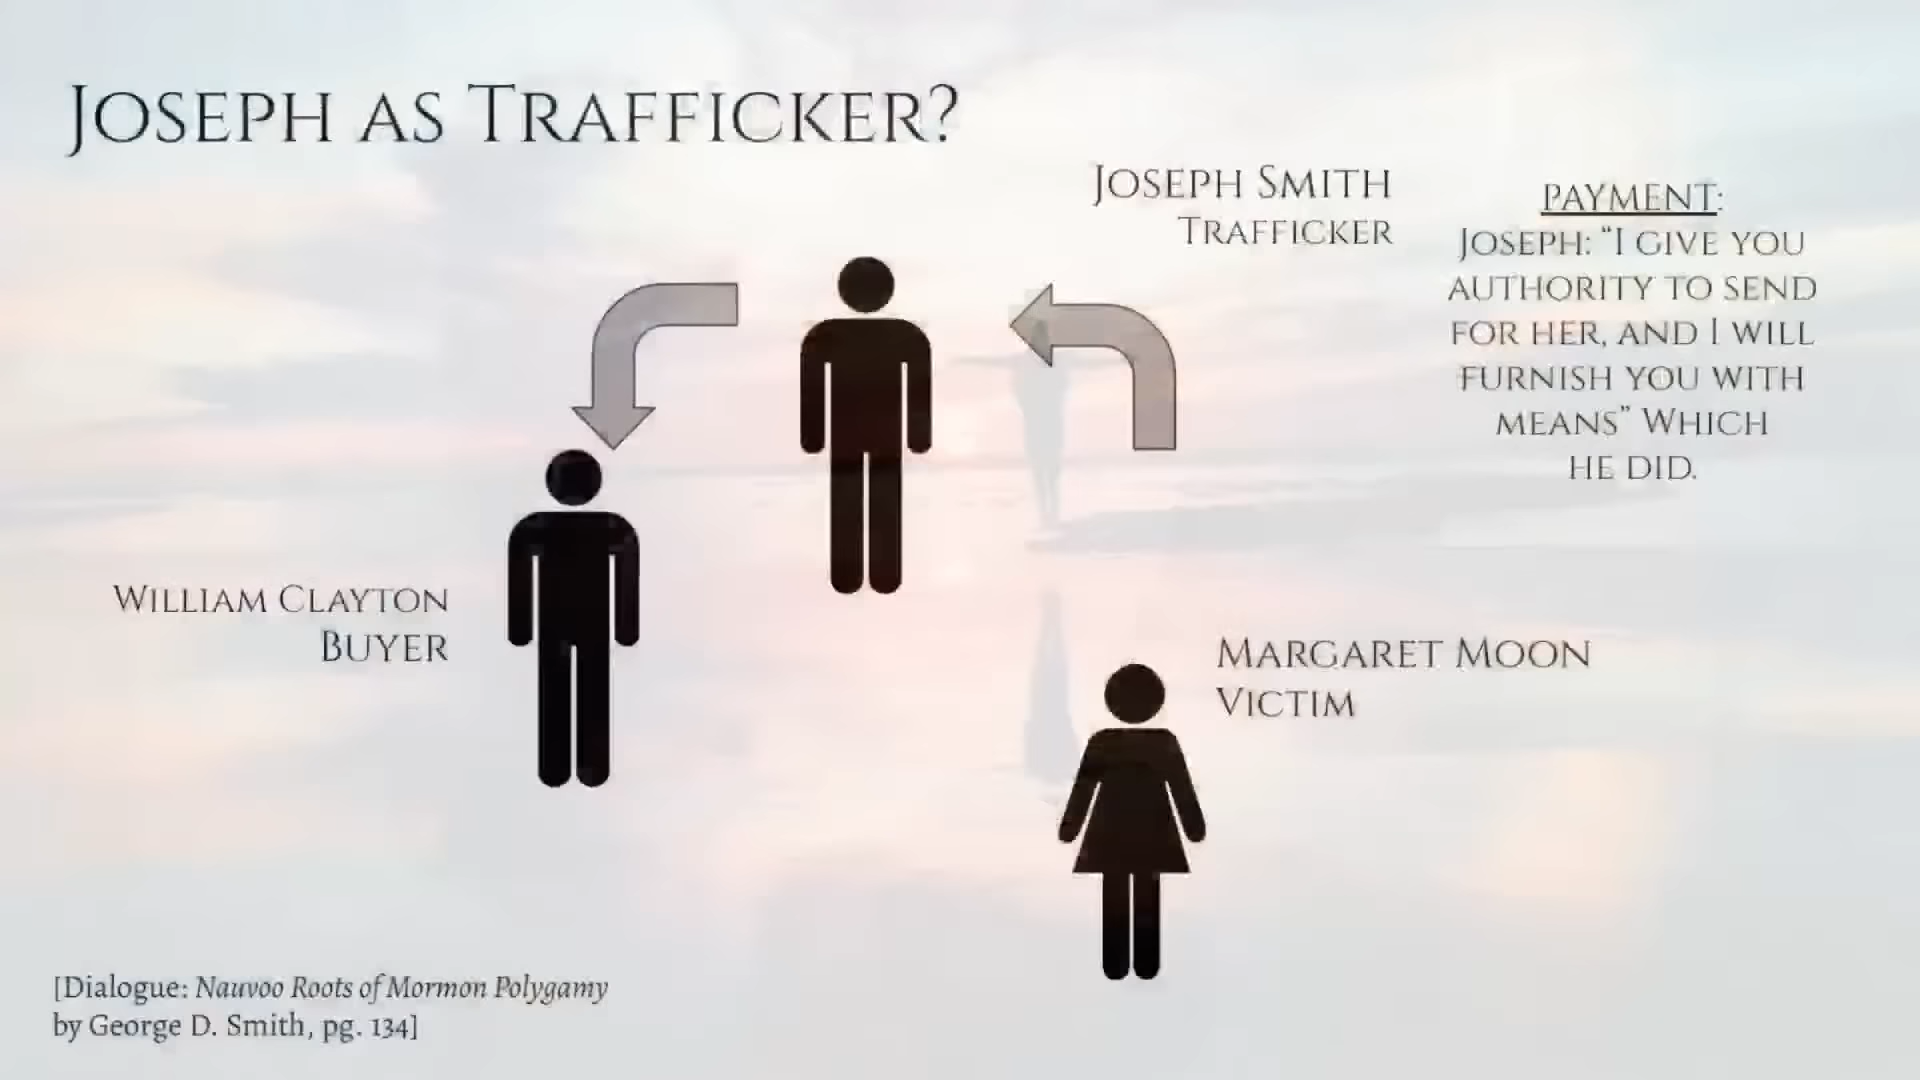 Joseph as Trafficker?
Joseph Smith
Trafficker
Payment:
Joseph: “I give you
authority to send
for her, and I will
furnish you with
means” Which
he did.
William Clayton
Buyer
Margaret Moon
Victim
[Dialogue: Nauvoo Roots of Mormon Polygamy
by George D. Smith, pg. 134]